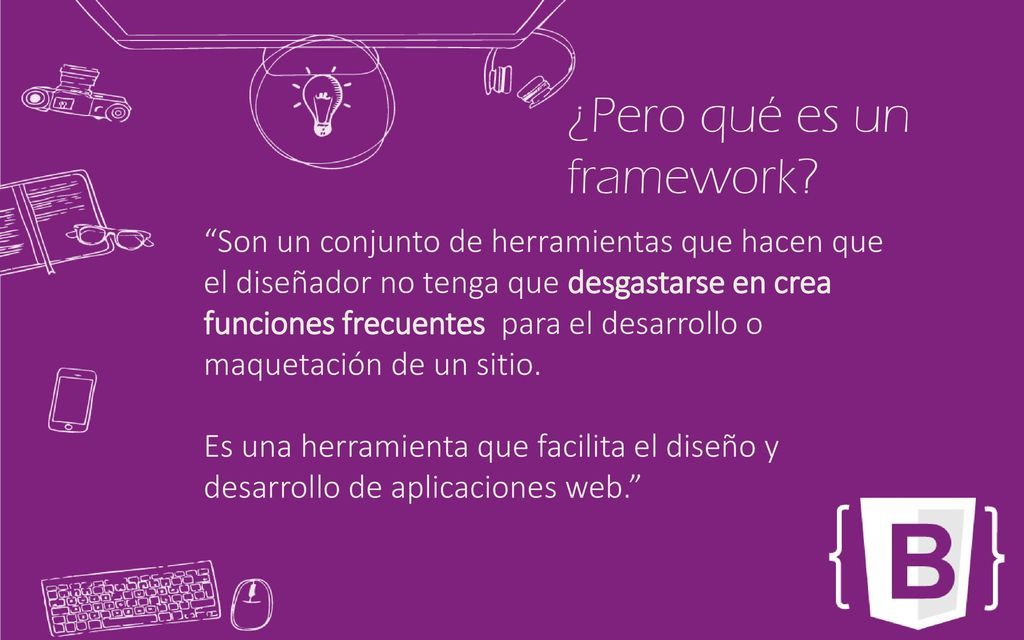 ¿Pero qué es un
framework?
“Son un conjunto de herramientas que hacen que
el diseñador no tenga que desgastarse en crea
funciones frecuentes  para el desarrollo o
maquetación de un sitio.
Es una herramienta que facilita el diseño y
desarrollo de aplicaciones web.”
{ B }